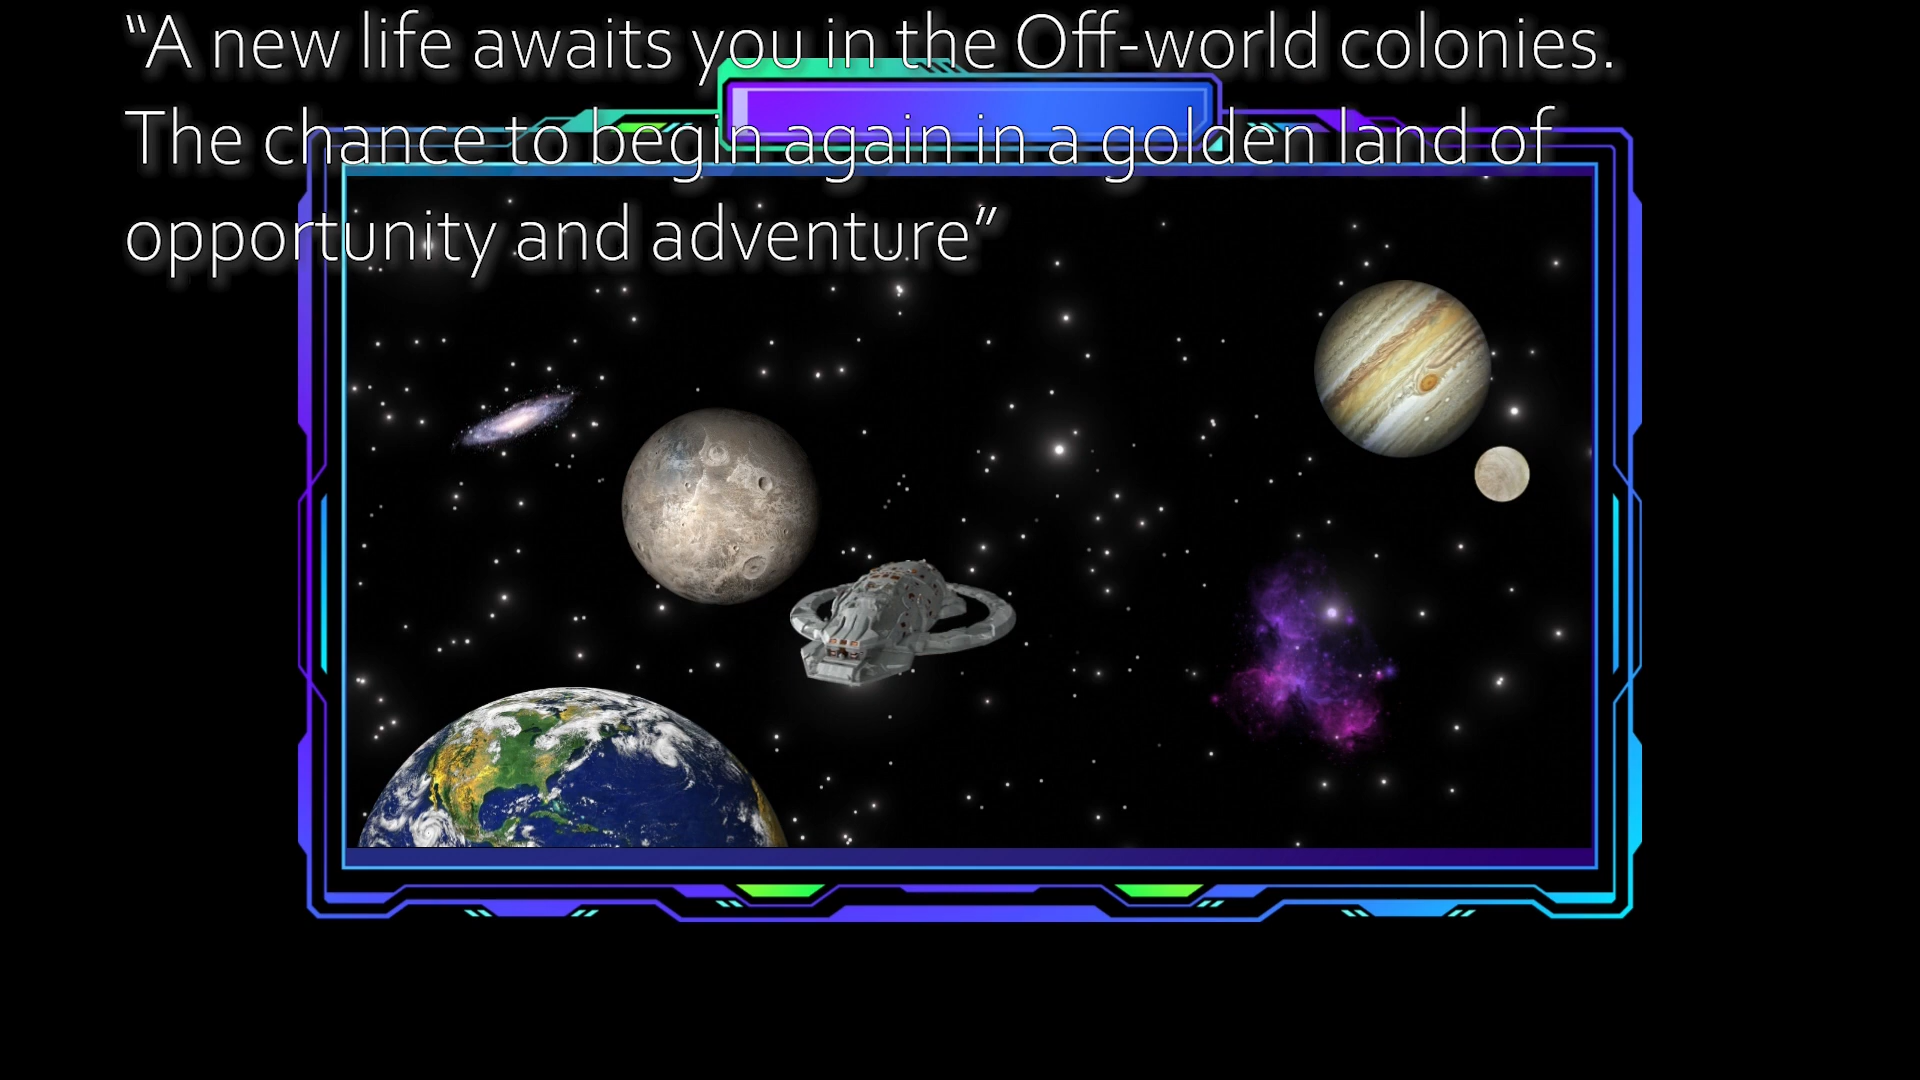 “A new life awaits you in the Off-world colonies.
The chance to begin again in a golden land of
opportunity and adventure”